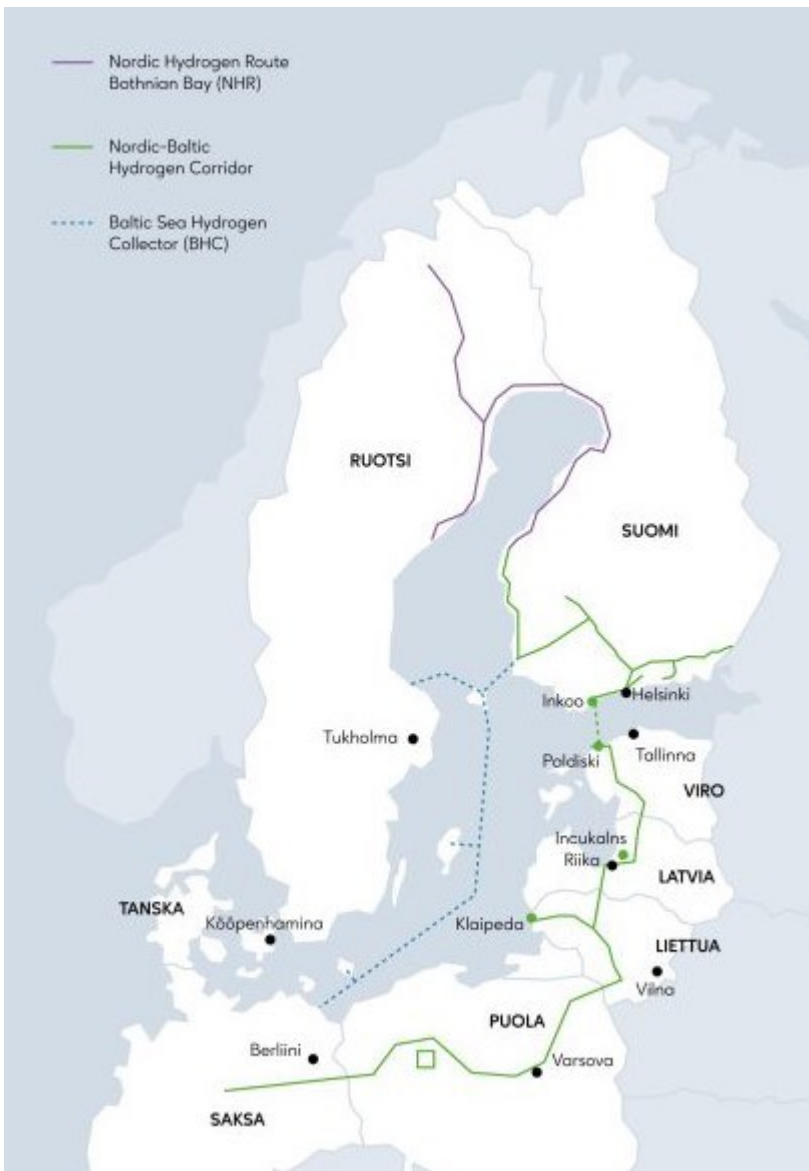 Nordic Hydrogen Route
Bothnian Bay (NHR)
Nordic-Baltic
Hydrogen Corridor
Baltic Sea Hydrogen
Collector (BHC)
RUOTSI
SUOMI
Inkoo
Helsinki
Tukholma
Tallinna
Poldiski
VIRO
Incukalns
Riika
LATVIA
TANSKA
Kööpenhamina
Klaipeda
LIETTUA
Vilna
PUOLA
Berliini
Varsova
SAKSA